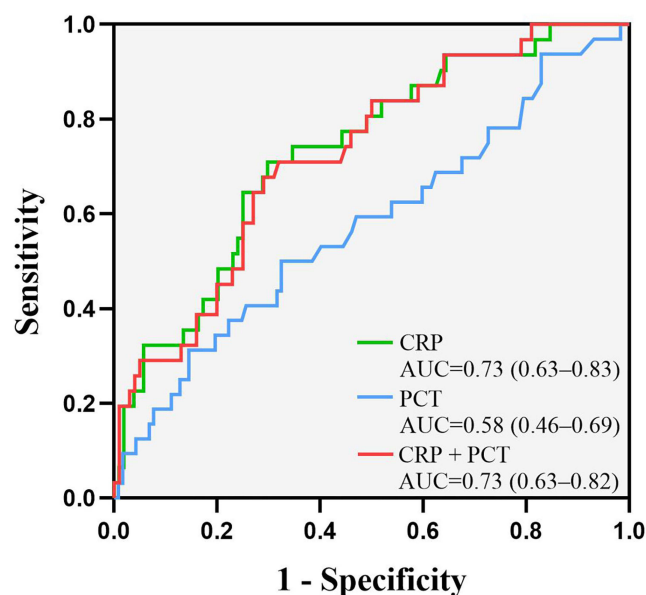 1.0
0.8
0.6
0.4
0.2
0.0
Sensitivity
CRP
AUC=0.73 (0.63–0.83)
PCT
AUC=0.58 (0.46–0.69)
CRP + PCT
AUC=0.73 (0.63–0.82)
0.0 0.2 0.4 0.6 0.8 1.0
1 - Specificity